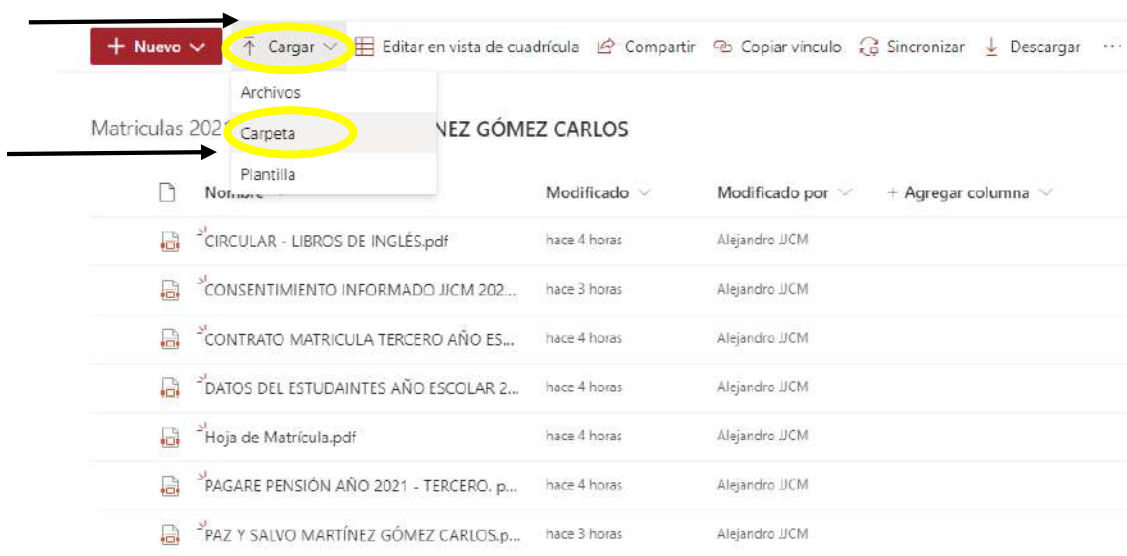 + Nuevo Cargar Editar en vista de cuadrícula Compartir Copiar vínculo Sincronizar Descargar ...
Archivos
Matriculas 202 NEZ GÓMEZ CARLOS
Carpeta
Plantilla
Modificado Modificado por + Agregar columna
CIRCULAR - LIBROS DE INGLÉS.pdf hace 4 horas Alejandro JJCM
CONSENTIMIENTO INFORMADO JJCM 202... hace 3 horas Alejandro JJCM
CONTRATO MATRICULA TERCERO AÑO ES... hace 4 horas Alejandro JJCM
DATOS DEL ESTUDAINTES AÑO ESCOLAR 2... hace 4 horas Alejandro JJCM
Hoja de Matrícula.pdf hace 4 horas Alejandro JJCM
PAGARE PENSIÓN AÑO 2021 - TERCERO. p... hace 4 horas Alejandro JJCM
PAZ Y SALVO MARTÍNEZ GÓMEZ CARLOS.p... hace 3 horas Alejandro JJCM